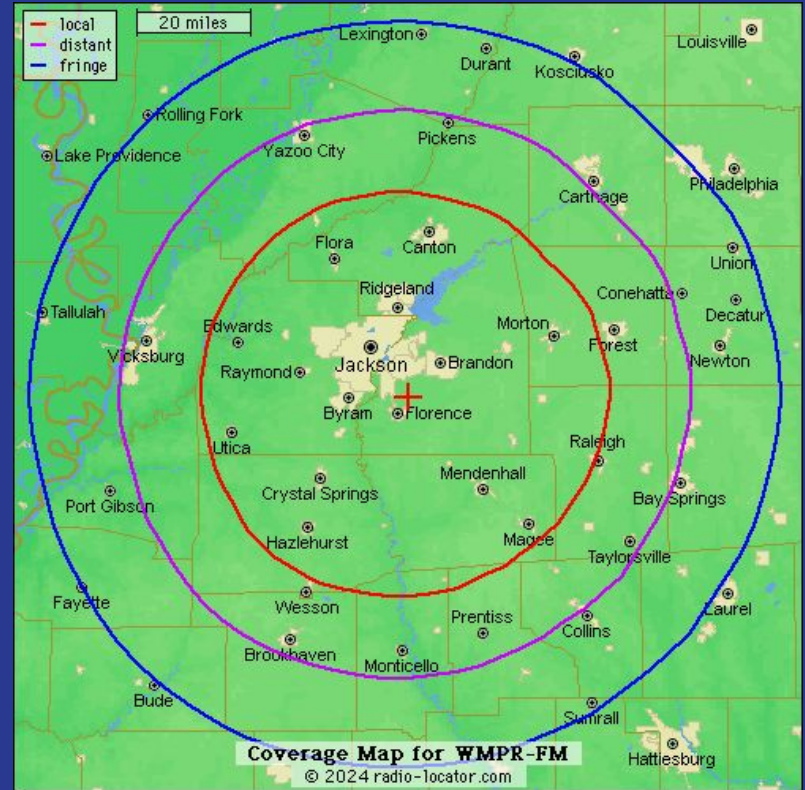 local
distant
fringe
20 miles
Lexington
Durant
Kosciusko
Louisville
Rolling Fork
Lake Providence
Yazoo City
Pickens
Carthage
Philadelphia
Flora
Canton
Union
Ridgeland
Conehatta
Tallulah
Decatur
Edwards
Vicksburg
Morton
Forest
Newton
Jackson
Brandon
Raymond
Byram
Florence
Utica
Raleigh
Crystal Springs
Mendenhall
Bay Springs
Port Gibson
Hazlehurst
Magee
Taylorsville
Fayette
Wesson
Laurel
Prentiss
Collins
Brookhaven
Monticello
Bude
Sumrall
Hattiesburg
Coverage Map for WMPR-FM
© 2024 radio-locator.com